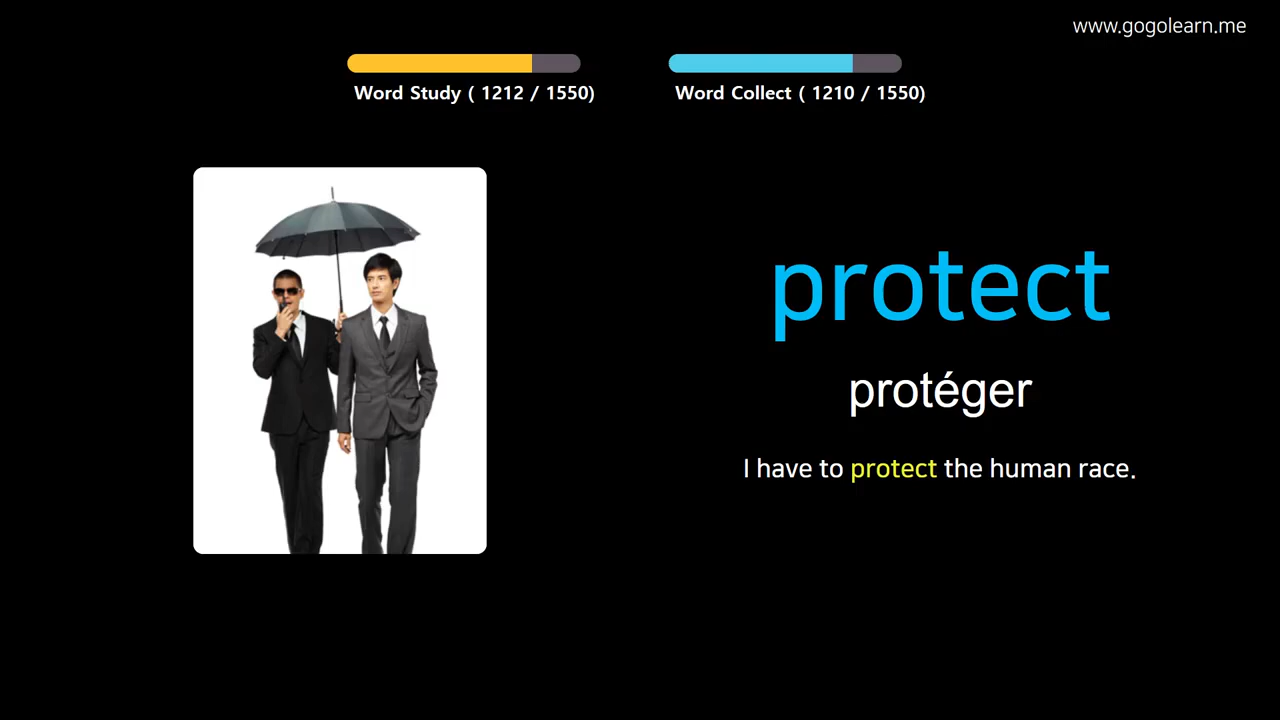 www.gogolearn.me
Word Study ( 1212 / 1550)
Word Collect ( 1210 / 1550)
protect
protéger
I have to protect the human race.